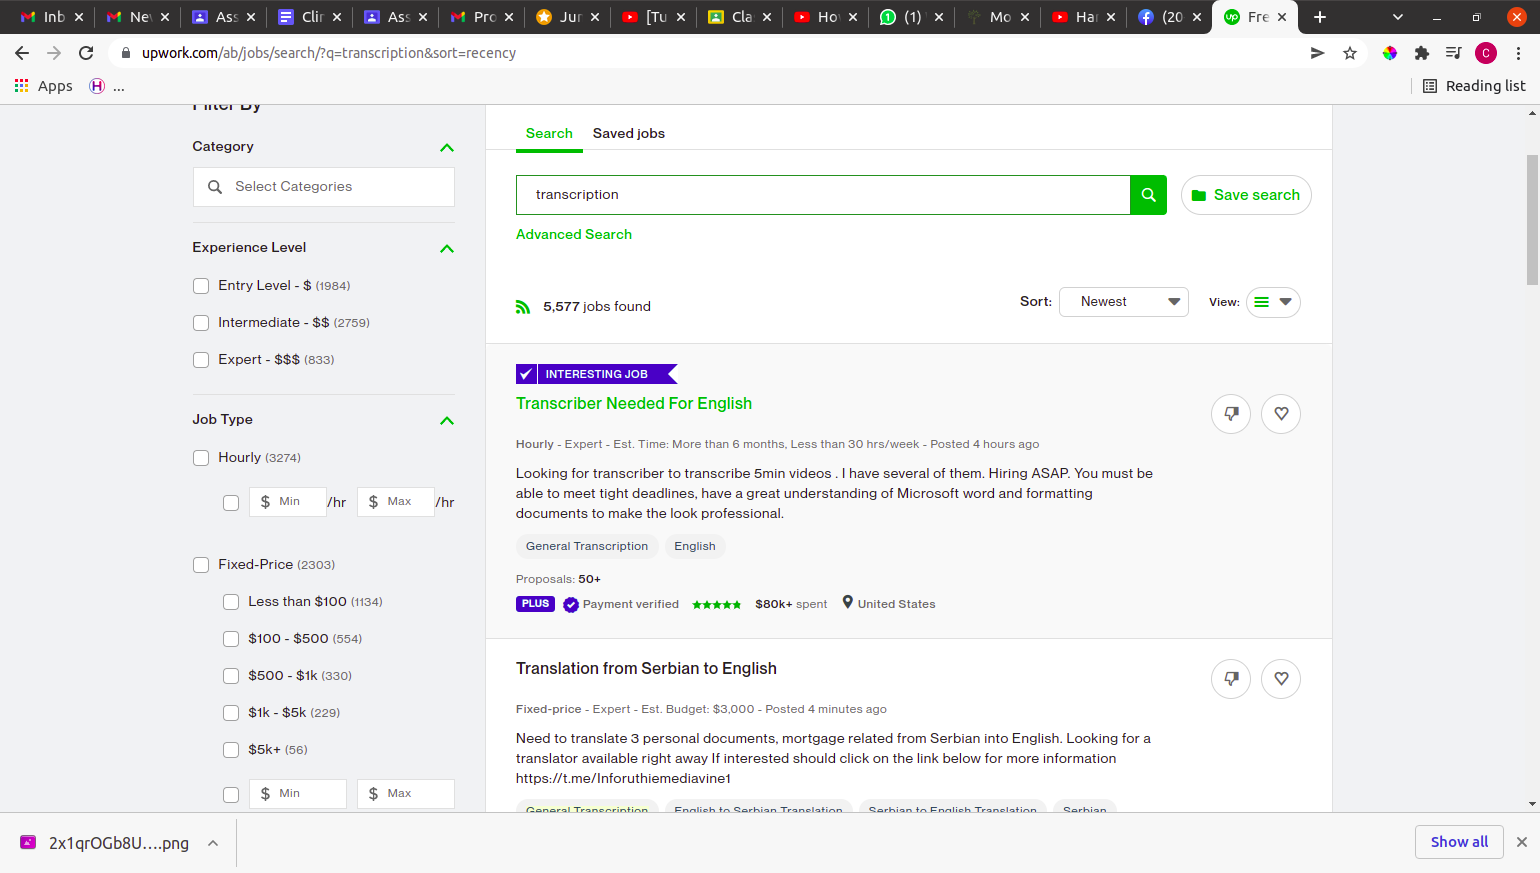 Inb
Nev
Ass
Clir
Ass
Pro
Jur
[Tu
Cla
Hov
(1)
Mo
Har
(20
Fre
upwork.com/ab/jobs/search/?q=transcription&sort=recency
C
Apps
H ...
Reading list
Filter By
Category
Select Categories
Experience Level
Entry Level - $ (1984)
Intermediate - $$ (2759)
Expert - $$$ (833)
Job Type
Hourly (3274)
$ Min /hr $ Max /hr
Fixed-Price (2303)
Less than $100 (1134)
$100 - $500 (554)
$500 - $1k (330)
$1k - $5k (229)
$5k+ (56)
$ Min $ Max
Search Saved jobs
transcription
Save search
Advanced Search
5,577 jobs found
Sort: Newest View:
INTERESTING JOB
Transcriber Needed For English
Hourly - Expert - Est. Time: More than 6 months, Less than 30 hrs/week - Posted 4 hours ago
Looking for transcriber to transcribe 5min videos . I have several of them. Hiring ASAP. You must be
able to meet tight deadlines, have a great understanding of Microsoft word and formatting
documents to make the look professional.
General Transcription English
Proposals: 50+
PLUS Payment verified $80k+ spent United States
Translation from Serbian to English
Fixed-price - Expert - Est. Budget: $3,000 - Posted 4 minutes ago
Need to translate 3 personal documents, mortgage related from Serbian into English. Looking for a
translator available right away If interested should click on the link below for more information
https://t.me/Inforuthiemediavine1
General Transcription English to Serbian Translation Serbian to English Translation Serbian
2x1qrOGb8U....png
Show all